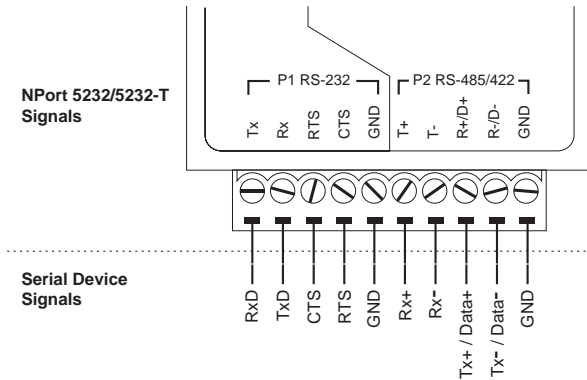 P1 RS-232
P2 RS-485/422
NPort 5232/5232-T
Signals
Tx
Rx
RTS
CTS
GND
T+
T-
R+/D+
R-/D-
GND
Serial Device
Signals
RxD
TxD
CTS
RTS
GND
Rx+
Rx-
Tx+ / Data+
Tx- / Data-
GND